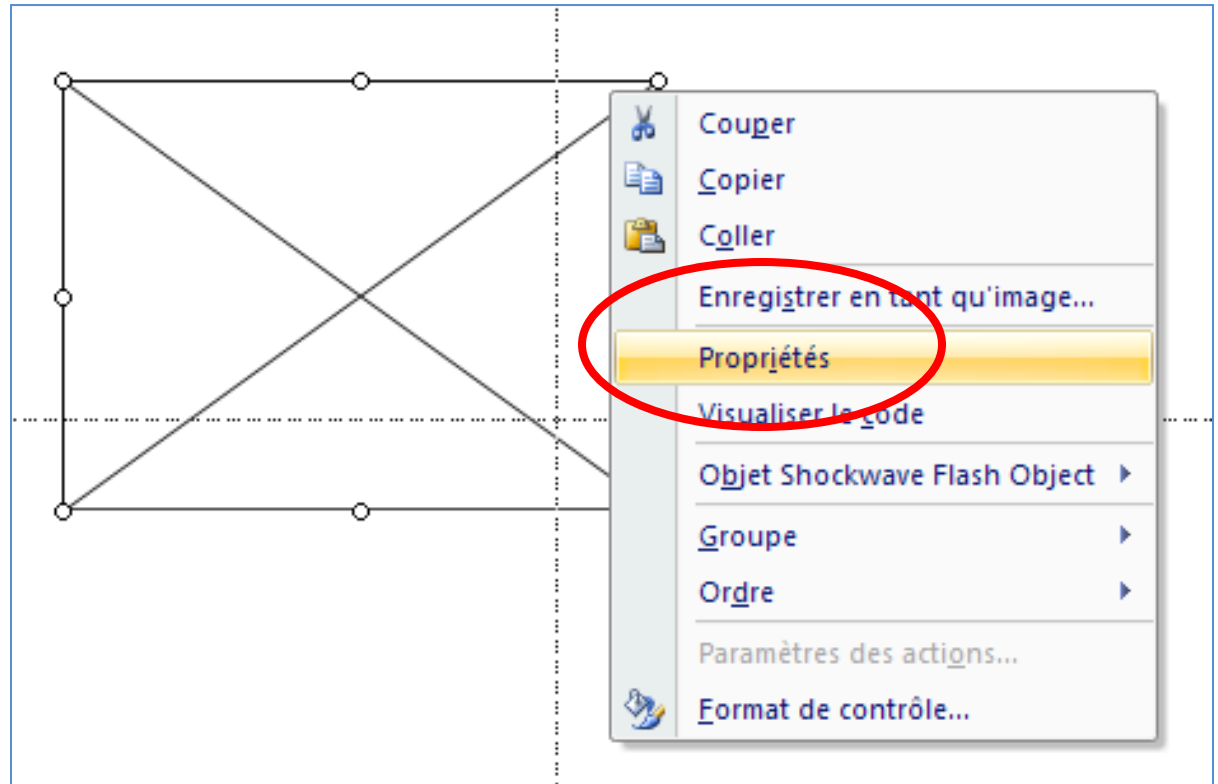 Couper
Copier
Coller
Enregistrer en tant qu'image...
Propriétés
Visualiser le code
Objet Shockwave Flash Object
Groupe
Ordre
Paramètres des actions...
Format de contrôle...